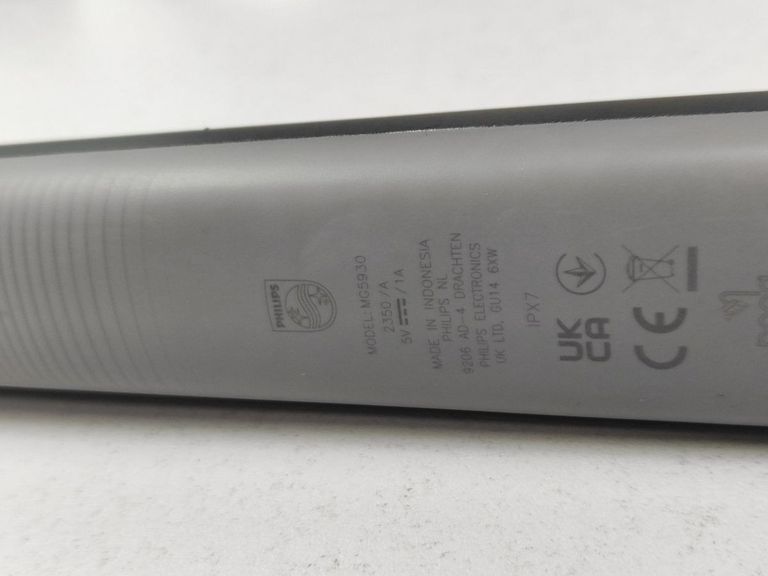 PHILIPS
MODEL: MG5930
2350/A
5V⎓/1A
MADE IN INDONESIA
PHILIPS NL
9206 AD-4 DRACHTEN
PHILIPS ELECTRONICS
UK LTD, GU14 6XW
IPX7
UK
CA
CE